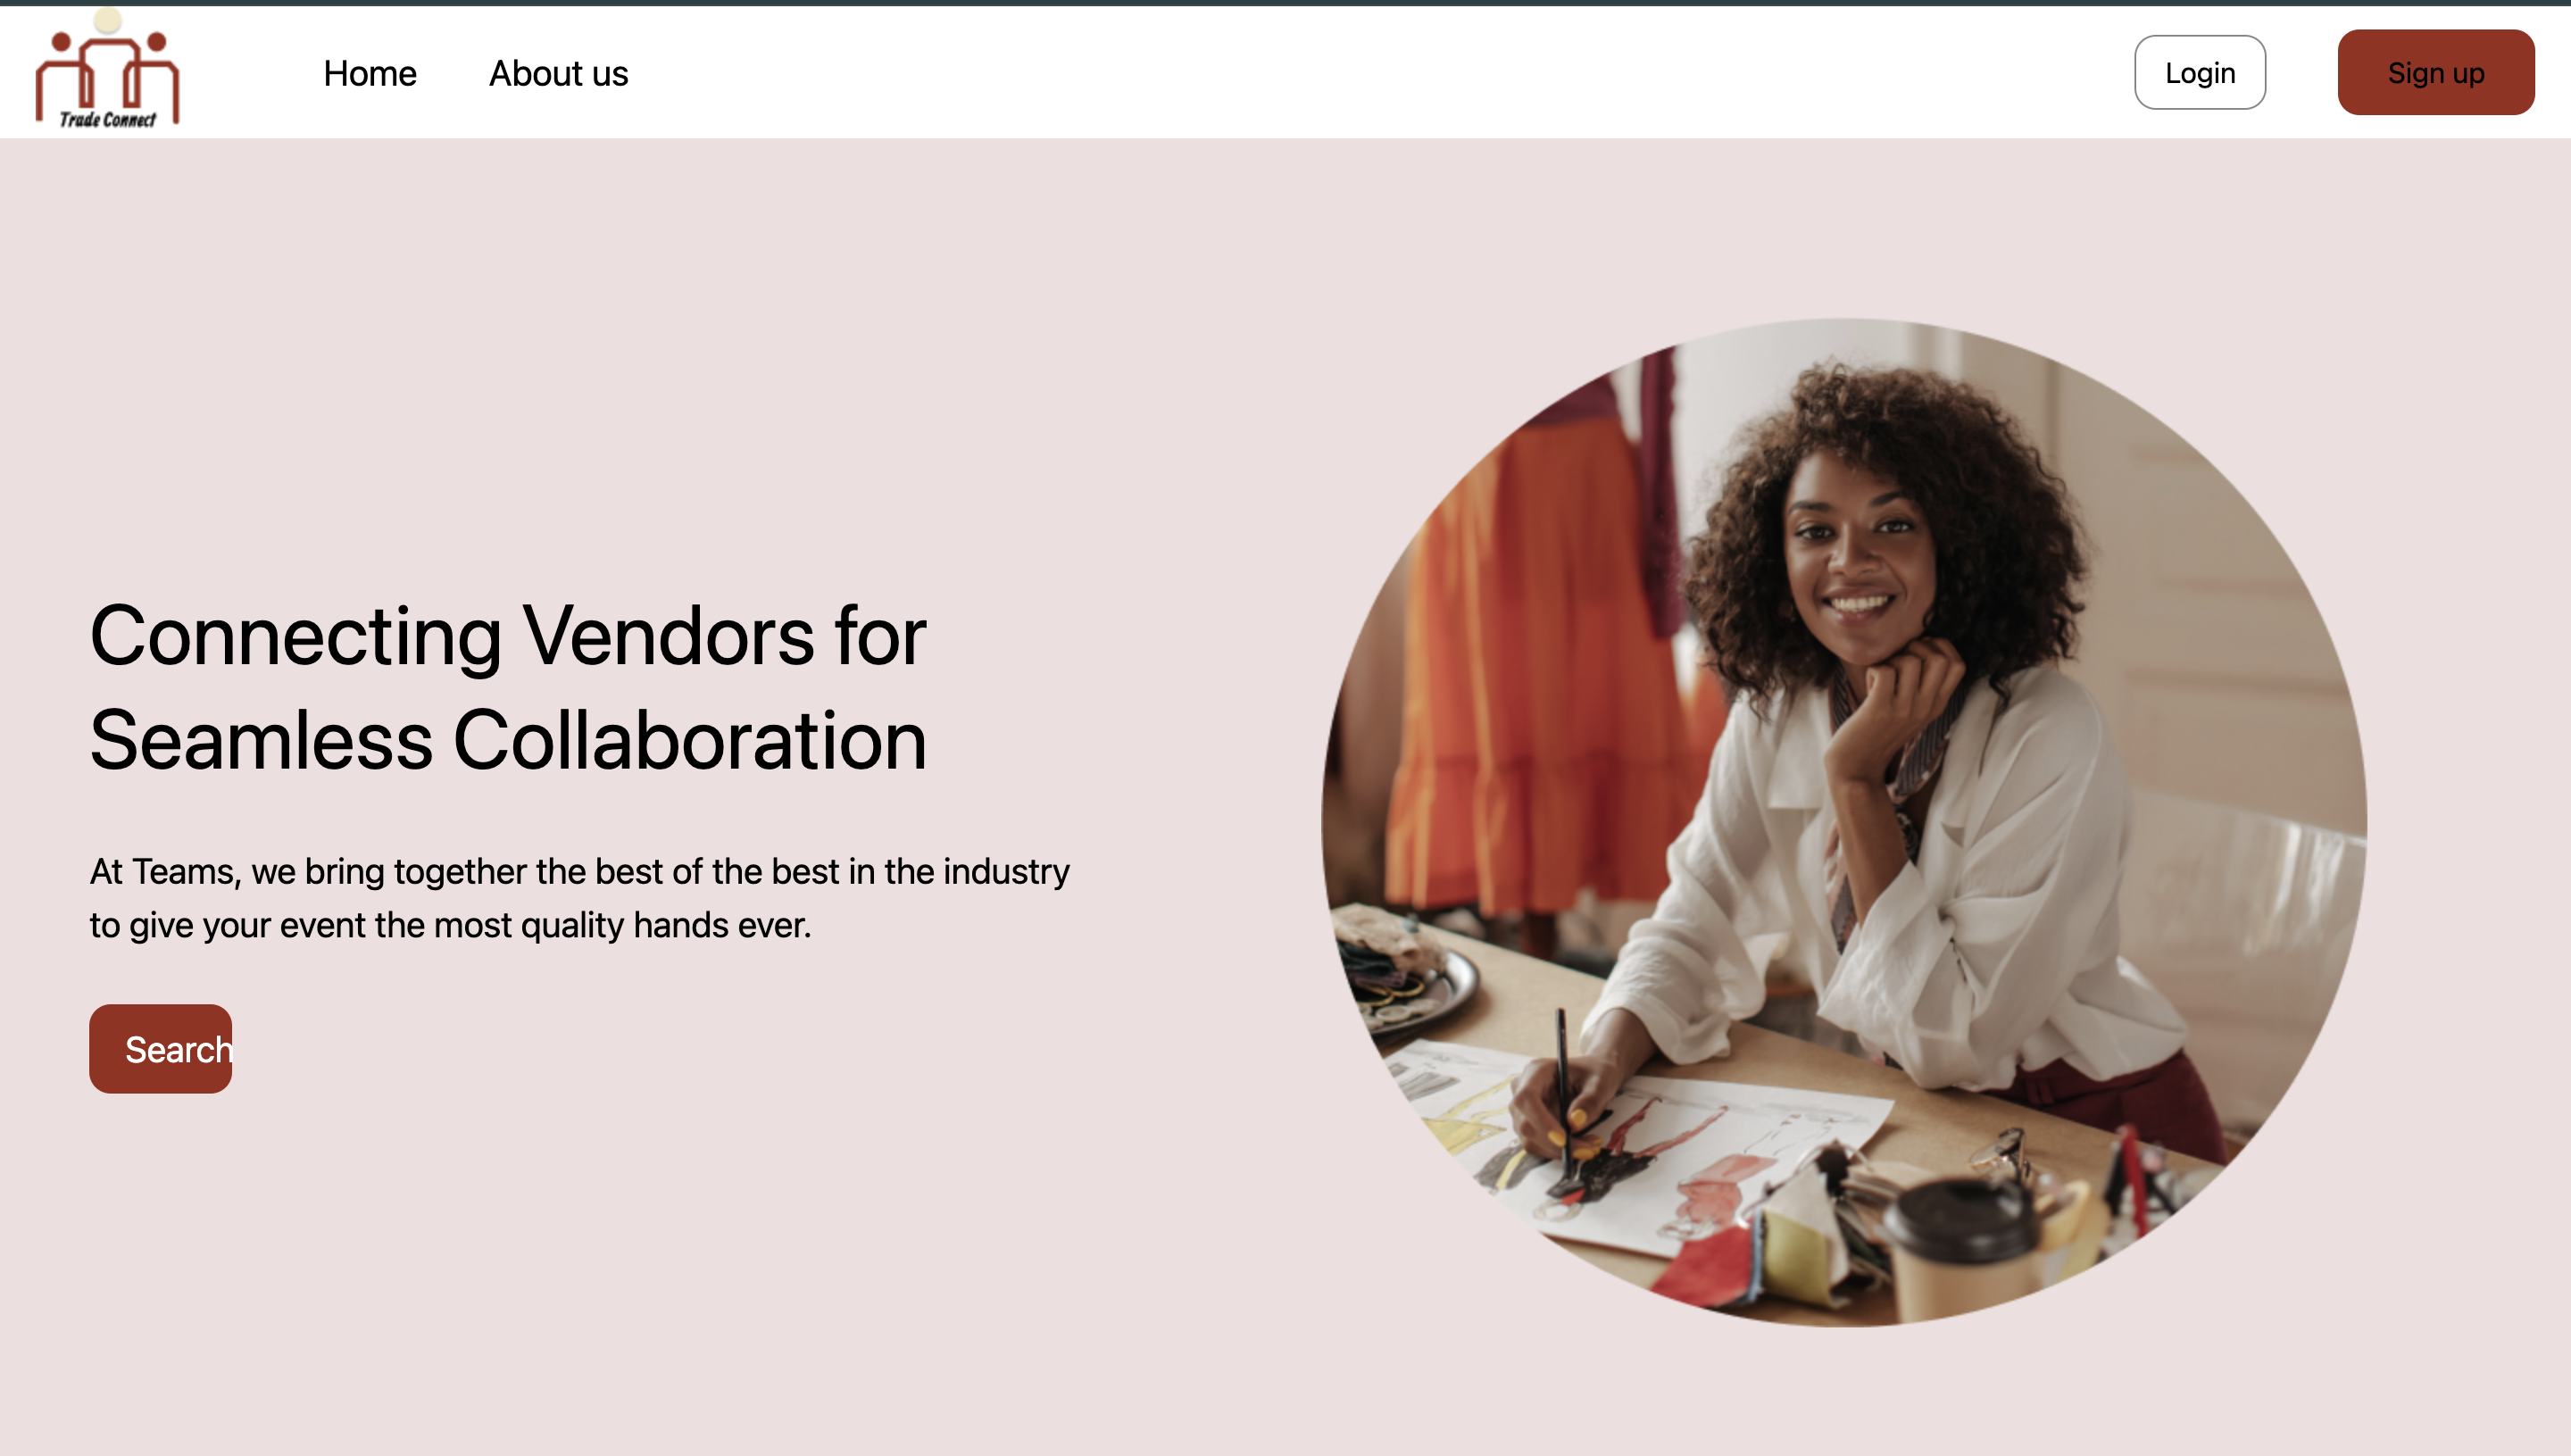 Trade Connect
Home
About us
Login
Sign up
Connecting Vendors for
Seamless Collaboration
At Teams, we bring together the best of the best in the industry
to give your event the most quality hands ever.
Search